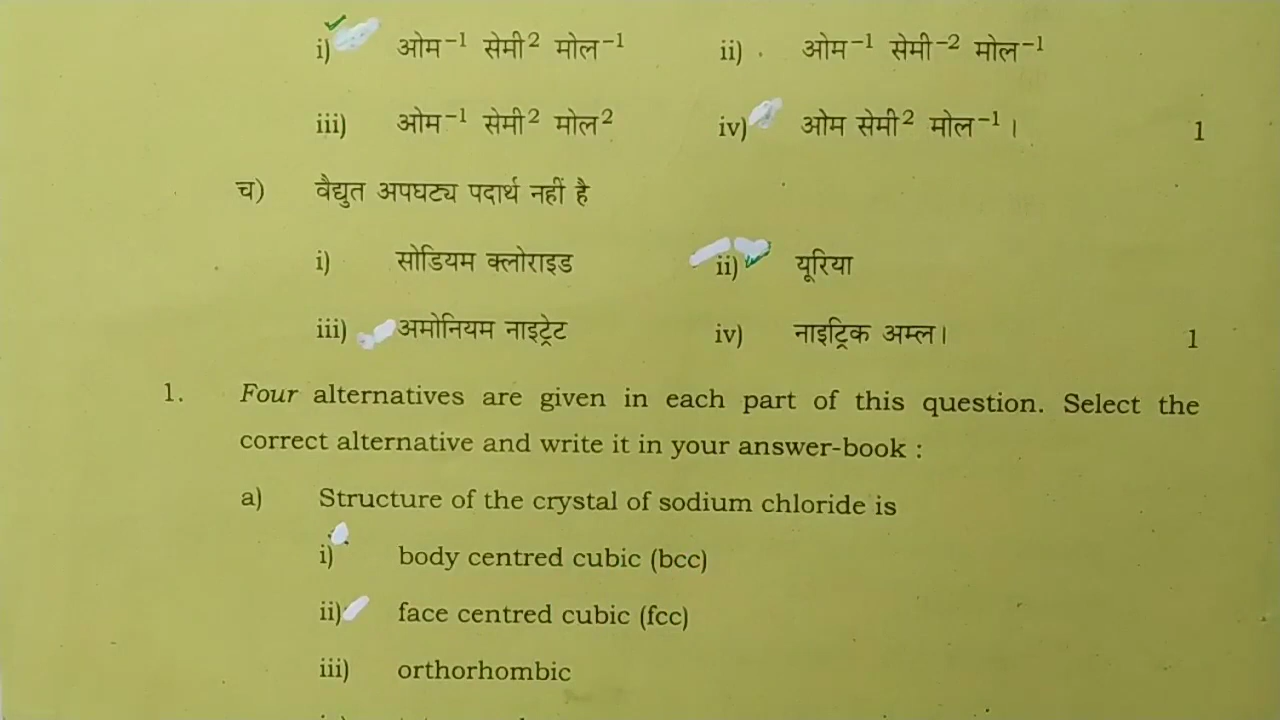 i) ओम⁻¹ सेमी² मोल⁻¹ ii) ओम⁻¹ सेमी⁻² मोल⁻¹
iii) ओम⁻¹ सेमी² मोल² iv) ओम सेमी² मोल⁻¹ । 1
च) वैद्युत अपघट्य पदार्थ नहीं है
i) सोडियम क्लोराइड ii) यूरिया
iii) अमोनियम नाइट्रेट iv) नाइट्रिक अम्ल। 1
1. Four alternatives are given in each part of this question. Select the
correct alternative and write it in your answer-book :
a) Structure of the crystal of sodium chloride is
i) body centred cubic (bcc)
ii) face centred cubic (fcc)
iii) orthorhombic